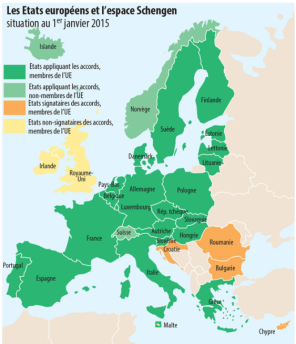 Les Etats européens et l'espace Schengen
situation au 1er janvier 2015
Islande
Etats appliquant les accords,
membres de l'UE
Etats appliquant les accords,
non-membres de l'UE
Etats signataires des accords,
membres de l'UE
Etats non-signataires des accords,
membres de l'UE
Norvège
Finlande
Suède
Estonie
Lettonie
Lituanie
Danemark
Irlande
Royaume-
Uni
Pays-Bas
Belgique
Allemagne
Pologne
Luxembourg
Rép. tchèque
Slovaquie
France
Suisse
Autriche
Hongrie
Slovénie
Croatie
Roumanie
Bulgarie
Italie
Portugal
Espagne
Grèce
Malte
Chypre